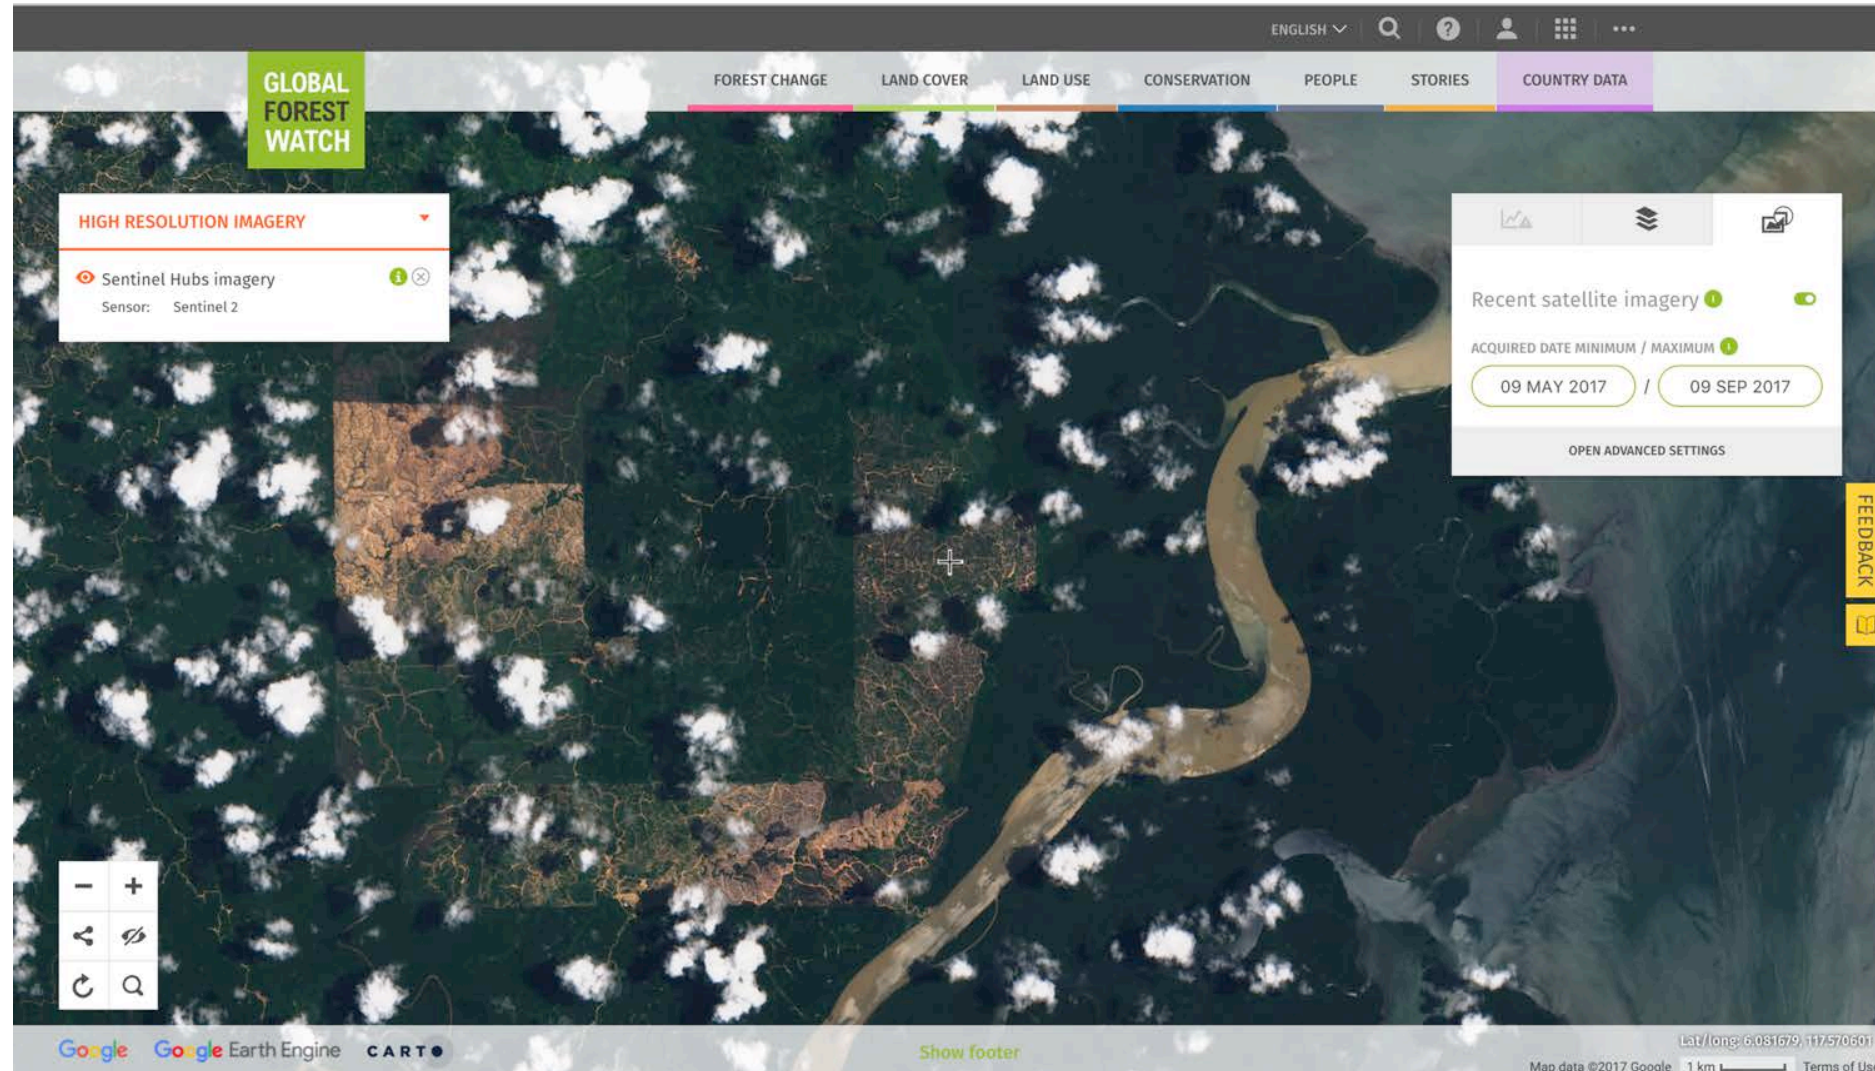 ENGLISH
GLOBAL
FOREST
WATCH
FOREST CHANGE LAND COVER LAND USE CONSERVATION PEOPLE STORIES COUNTRY DATA
HIGH RESOLUTION IMAGERY
Sentinel Hubs imagery
Sensor: Sentinel 2
Recent satellite imagery
ACQUIRED DATE MINIMUM / MAXIMUM
09 MAY 2017 / 09 SEP 2017
OPEN ADVANCED SETTINGS
FEEDBACK
Google Google Earth Engine CARTO
Show footer
Lat/long: 6.081679, 117.570601
Map data ©2017 Google 1 km Terms of Us